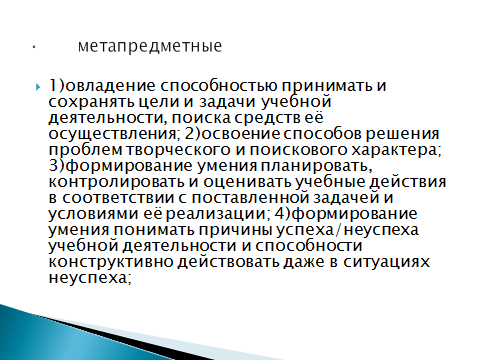 · метапредметные
1)овладение способностью принимать и
сохранять цели и задачи учебной
деятельности, поиска средств её
осуществления; 2)освоение способов решения
проблем творческого и поискового характера;
3)формирование умения планировать,
контролировать и оценивать учебные действия
в соответствии с поставленной задачей и
условиями её реализации; 4)формирование
умения понимать причины успеха/неуспеха
учебной деятельности и способности
конструктивно действовать даже в ситуациях
неуспеха;